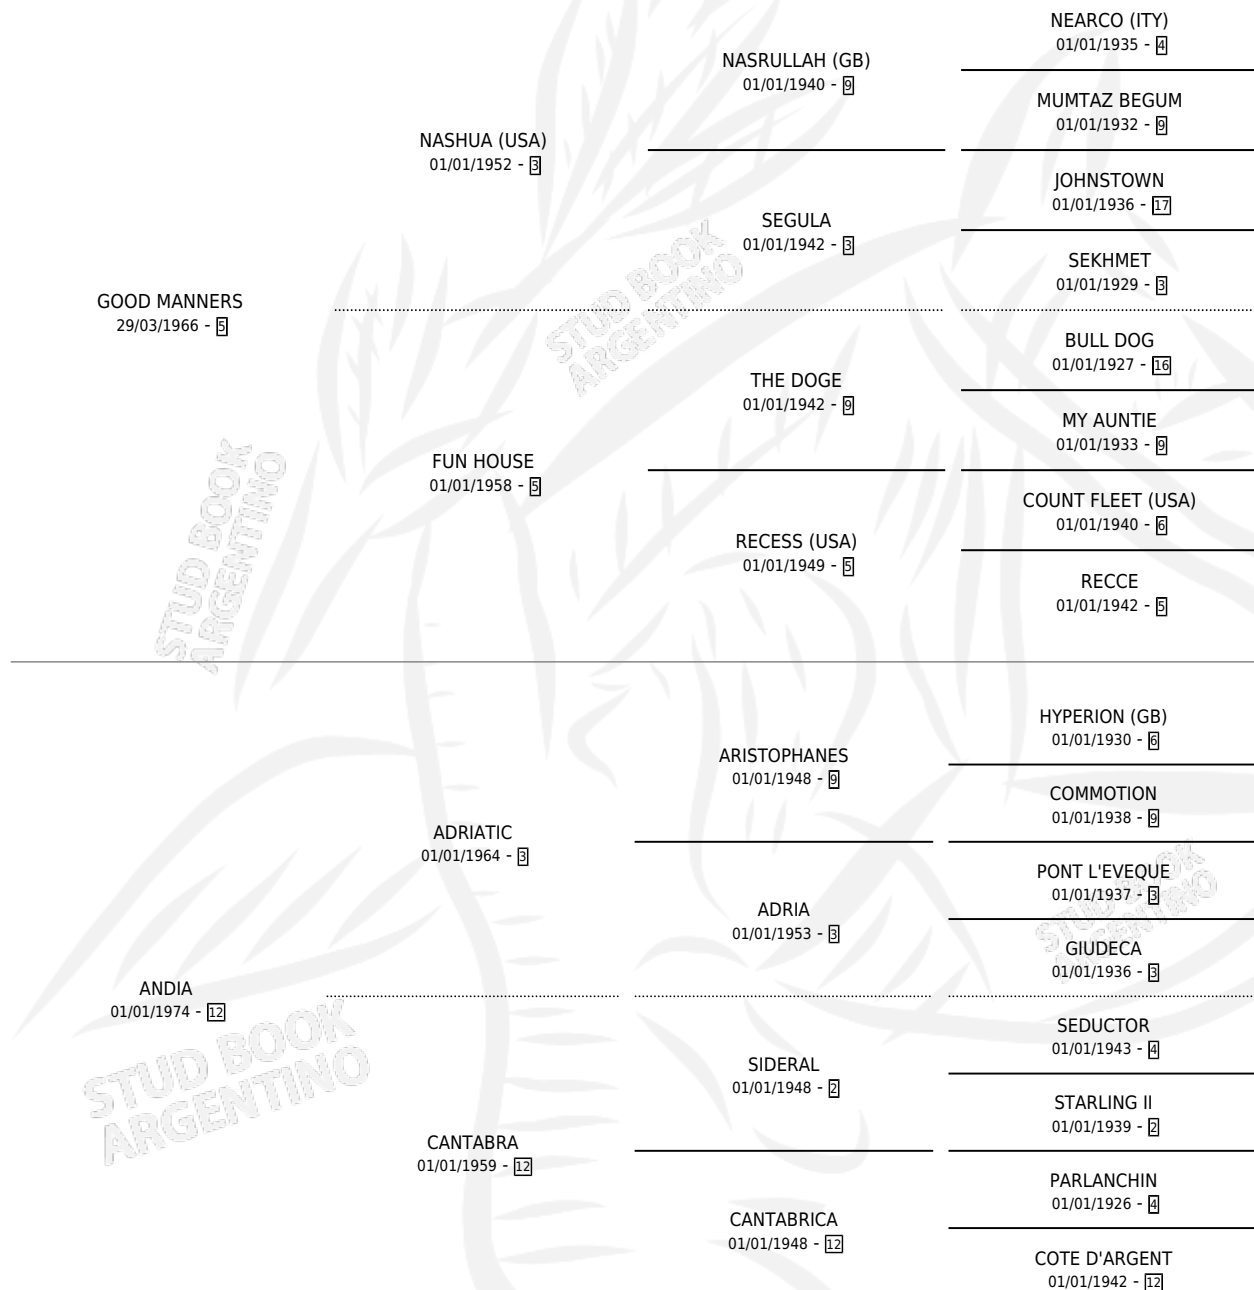 NEARCO (ITY)
01/01/1935 - 4
NASRULLAH (GB)
01/01/1940 - 9
MUMTAZ BEGUM
01/01/1932 - 9
NASHUA (USA)
01/01/1952 - 3
JOHNSTOWN
01/01/1936 - 17
SEGULA
01/01/1942 - 3
SEKHMET
01/01/1929 - 3
GOOD MANNERS
29/03/1966 - 5
BULL DOG
01/01/1927 - 16
THE DOGE
01/01/1942 - 9
MY AUNTIE
01/01/1933 - 9
FUN HOUSE
01/01/1958 - 5
COUNT FLEET (USA)
01/01/1940 - 6
RECESS (USA)
01/01/1949 - 5
RECCE
01/01/1942 - 5
HYPERION (GB)
01/01/1930 - 6
ARISTOPHANES
01/01/1948 - 9
COMMOTION
01/01/1938 - 9
ADRIATIC
01/01/1964 - 3
PONT L'EVEQUE
01/01/1937 - 3
ADRIA
01/01/1953 - 3
GIUDECA
01/01/1936 - 3
ANDIA
01/01/1974 - 12
SEDUCTOR
01/01/1943 - 4
SIDERAL
01/01/1948 - 2
STARLING II
01/01/1939 - 2
CANTABRA
01/01/1959 - 12
PARLANCHIN
01/01/1926 - 4
CANTABRICA
01/01/1948 - 12
COTE D'ARGENT
01/01/1942 - 12
STUD BOOK
ARGENTINO
STUD BOOK
ARGENTINO
STUD BOOK
ARGENTINO
STUD BOOK
ARGENTINO